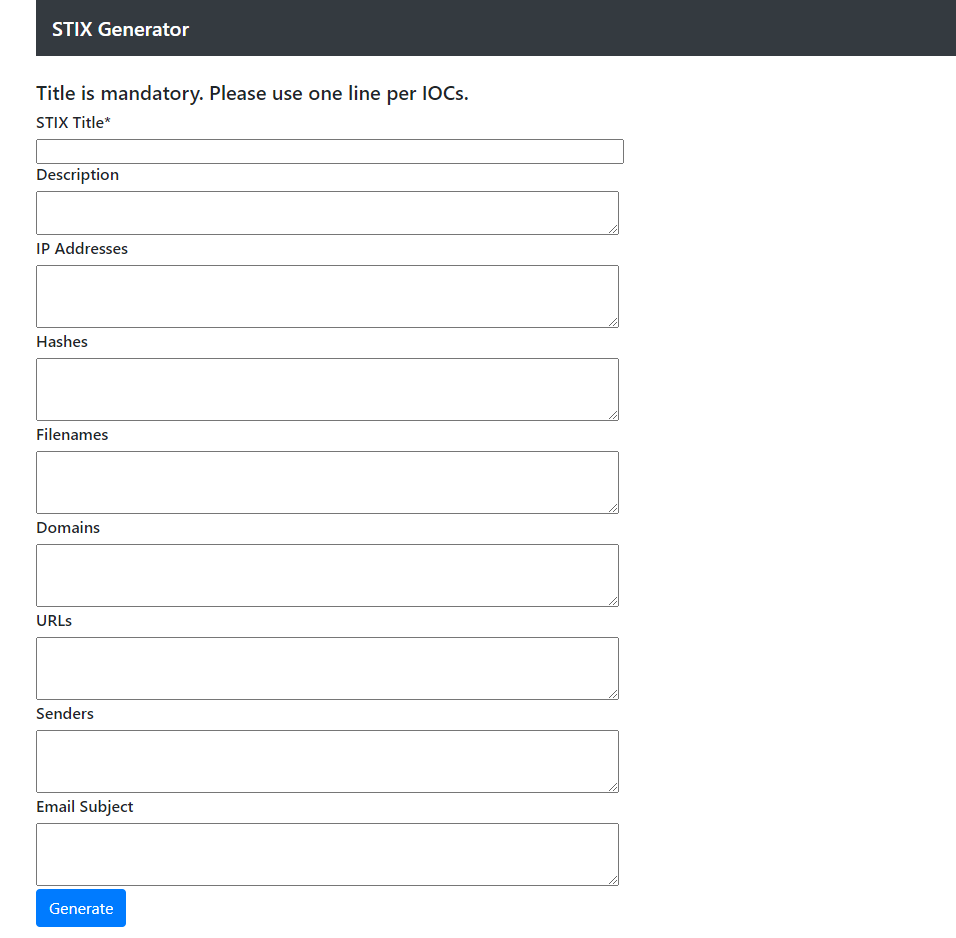 STIX Generator
Title is mandatory. Please use one line per IOCs.
STIX Title*
Description
IP Addresses
Hashes
Filenames
Domains
URLs
Senders
Email Subject
Generate